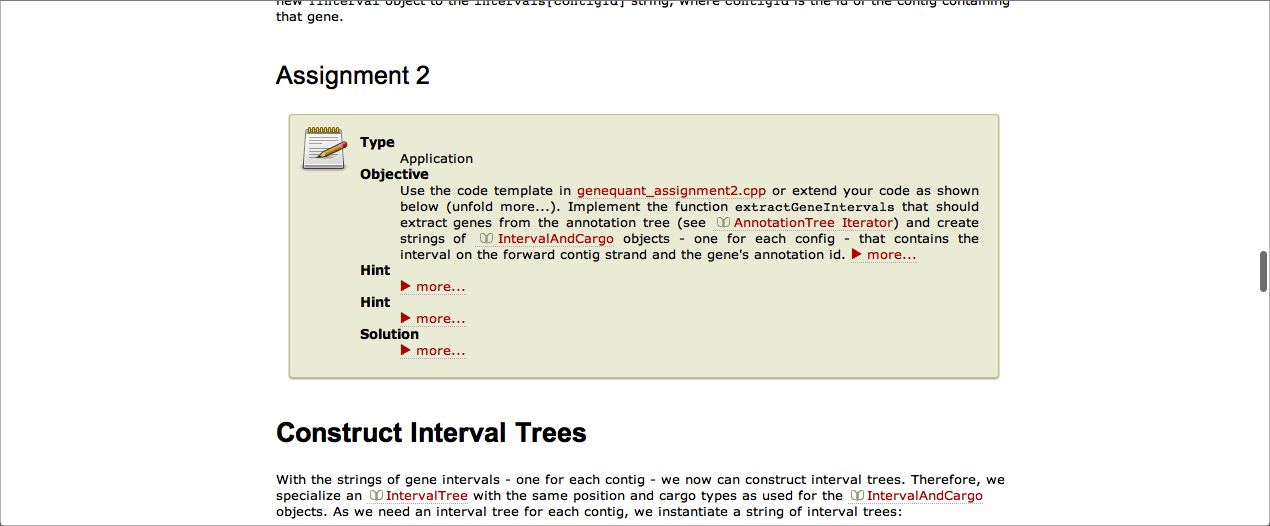 new TInterval object to the intervals[contigId] string, where contigId is the id of the contig containing
that gene.
Assignment 2
Type
Application
Objective
Use the code template in genequant_assignment2.cpp or extend your code as shown
below (unfold more...). Implement the function extractGeneIntervals that should
extract genes from the annotation tree (see AnnotationTree Iterator) and create
strings of IntervalAndCargo objects - one for each config - that contains the
interval on the forward contig strand and the gene's annotation id. ▶ more...
Hint
▶ more...
Hint
▶ more...
Solution
▶ more...
Construct Interval Trees
With the strings of gene intervals - one for each contig - we now can construct interval trees. Therefore, we
specialize an IntervalTree with the same position and cargo types as used for the IntervalAndCargo
objects. As we need an interval tree for each contig, we instantiate a string of interval trees: